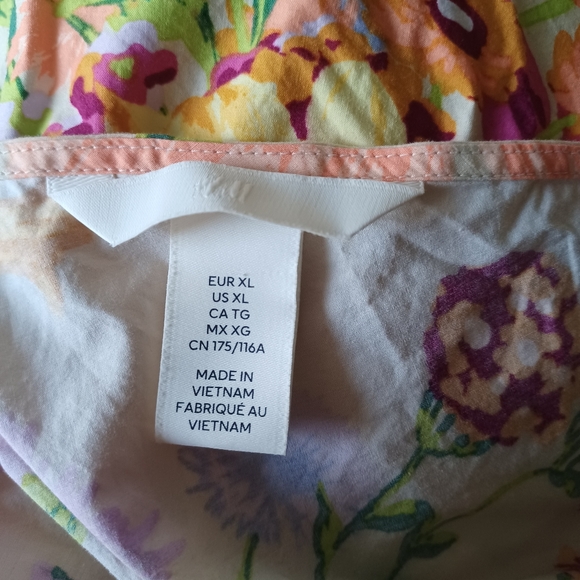 EUR XL
US XL
CA TG
MX XG
CN 175/116A
MADE IN
VIETNAM
FABRIQUÉ AU
VIETNAM